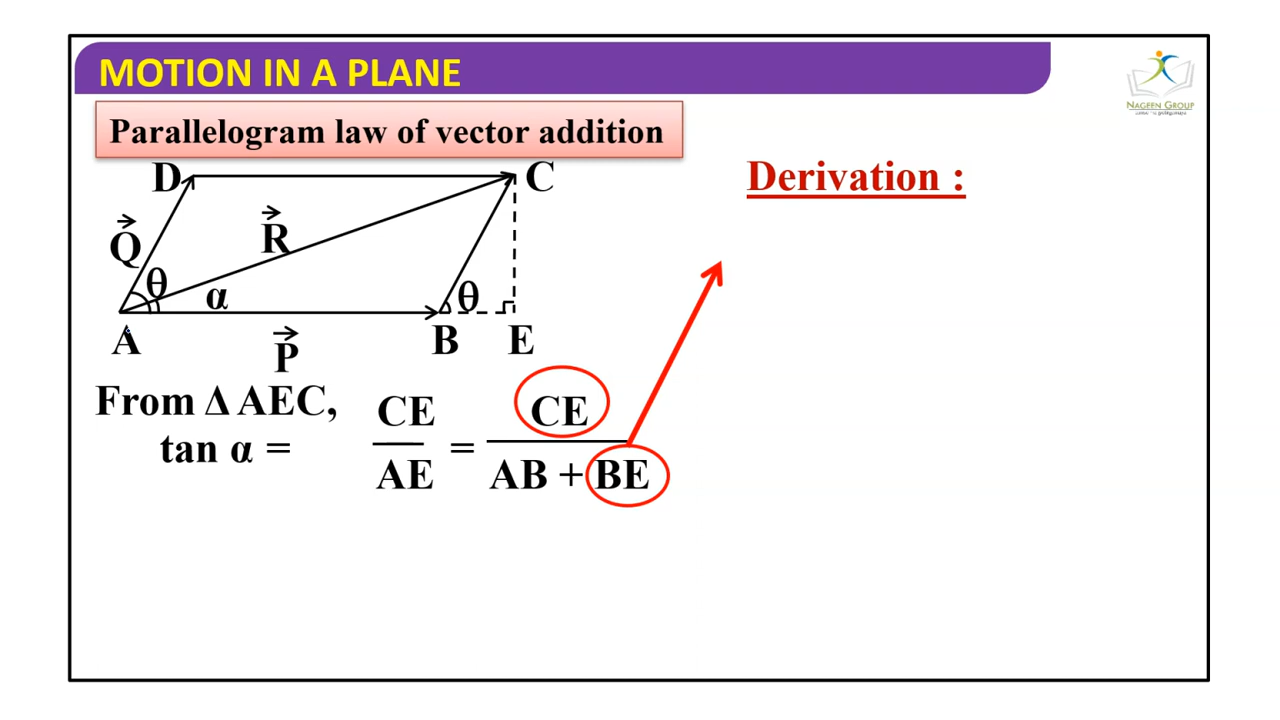 MOTION IN A PLANE
NAGEEN GROUP
Parallelogram law of vector addition
Derivation :
D
C
Q
R
θ
α
θ
A
P
B
E
From Δ AEC,
tan α = CE/AE = CE/AB + BE